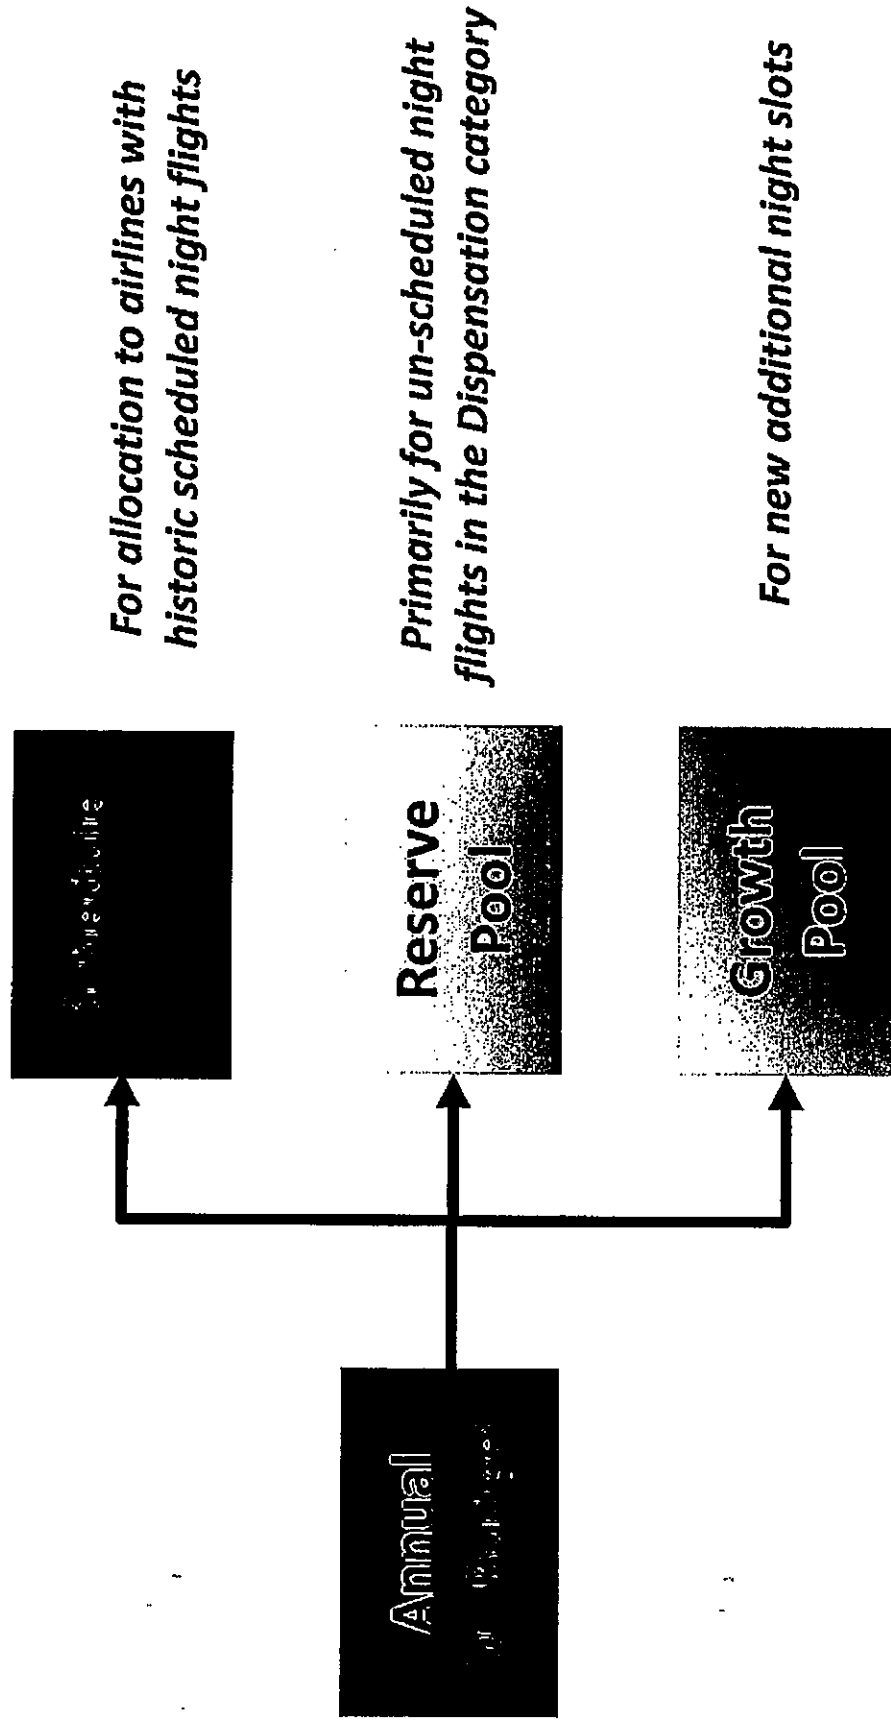 Annual
Reserve
Pool
Growth
Pool
For allocation to airlines with
historic scheduled night flights
Primarily for un-scheduled night
flights in the Dispensation category
For new additional night slots